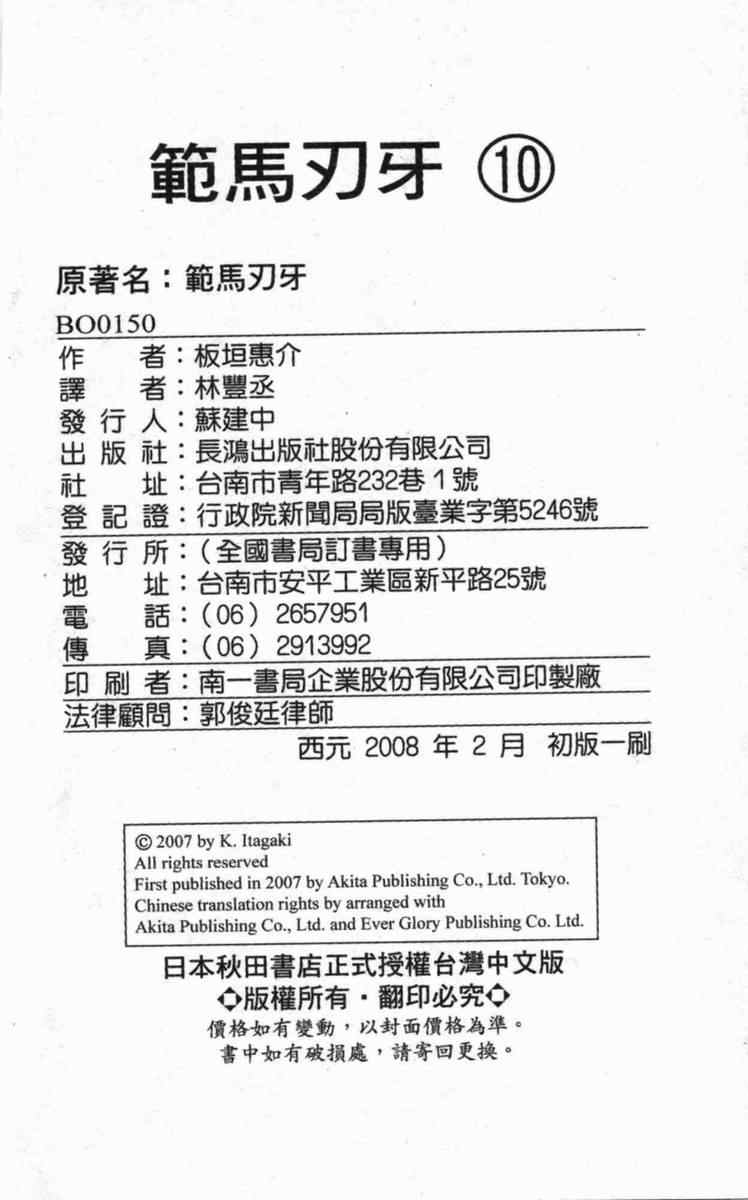 範馬刃牙 ⑩
原著名：範馬刃牙
BO0150
作者：板垣惠介
譯者：林豐丞
發行人：蘇建中
出版社：長鴻出版社股份有限公司
社址：台南市青年路232巷1號
登記證：行政院新聞局局版臺業字第5246號
發行所：（全國書局訂書專用）
地址：台南市安平工業區新平路25號
電話：（06）2657951
傳真：（06）2913992
印刷者：南一書局企業股份有限公司印製廠
法律顧問：郭俊廷律師
西元 2008 年 2 月 初版一刷
© 2007 by K. Itagaki
All rights reserved
First published in 2007 by Akita Publishing Co., Ltd. Tokyo.
Chinese translation rights by arranged with
Akita Publishing Co., Ltd. and Ever Glory Publishing Co. Ltd.
日本秋田書店正式授權台灣中文版
◇版權所有・翻印必究◇
價格如有變動，以封面價格為準。
書中如有破損處，請寄回更換。